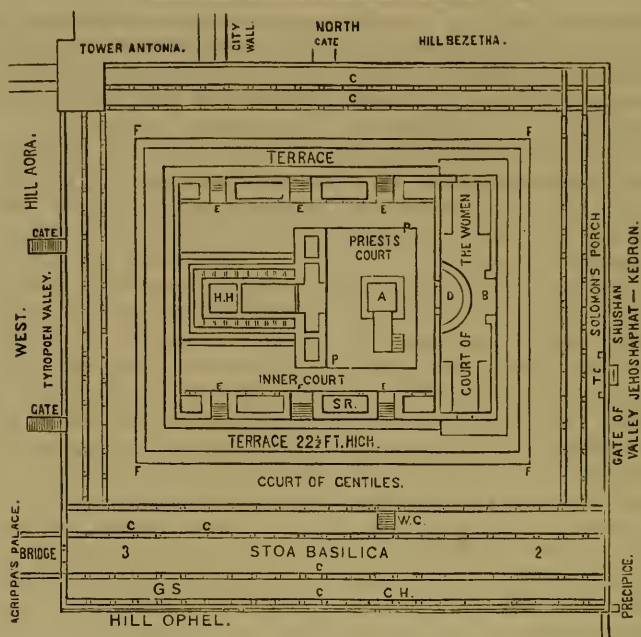 NORTH
TOWER ANTONIA.
CITY
WALL.
GATE
HILL BEZETHA.
C
C
F
F
TERRACE
E
E
E
P
PRIESTS
COURT
THE WOMEN
COURT OF
H.H
A
D
B
P
INNER COURT
E
E
E
S R.
TERRACE 22½ FT. HIGH.
F
F
COURT OF GENTILES.
HILL AORA.
GATE
WEST.
TYROPOEN VALLEY.
GATE
SOLOMONS PORCH
T C
GATE OF SHUSHAN
VALLEY JEHOSHAPHAT — KEDRON.
C
C
W.C.
AGRIPPA'S PALACE.
BRIDGE
3
STOA BASILICA
2
C
G S
C
C H.
PRECIPICE.
HILL OPHEL.